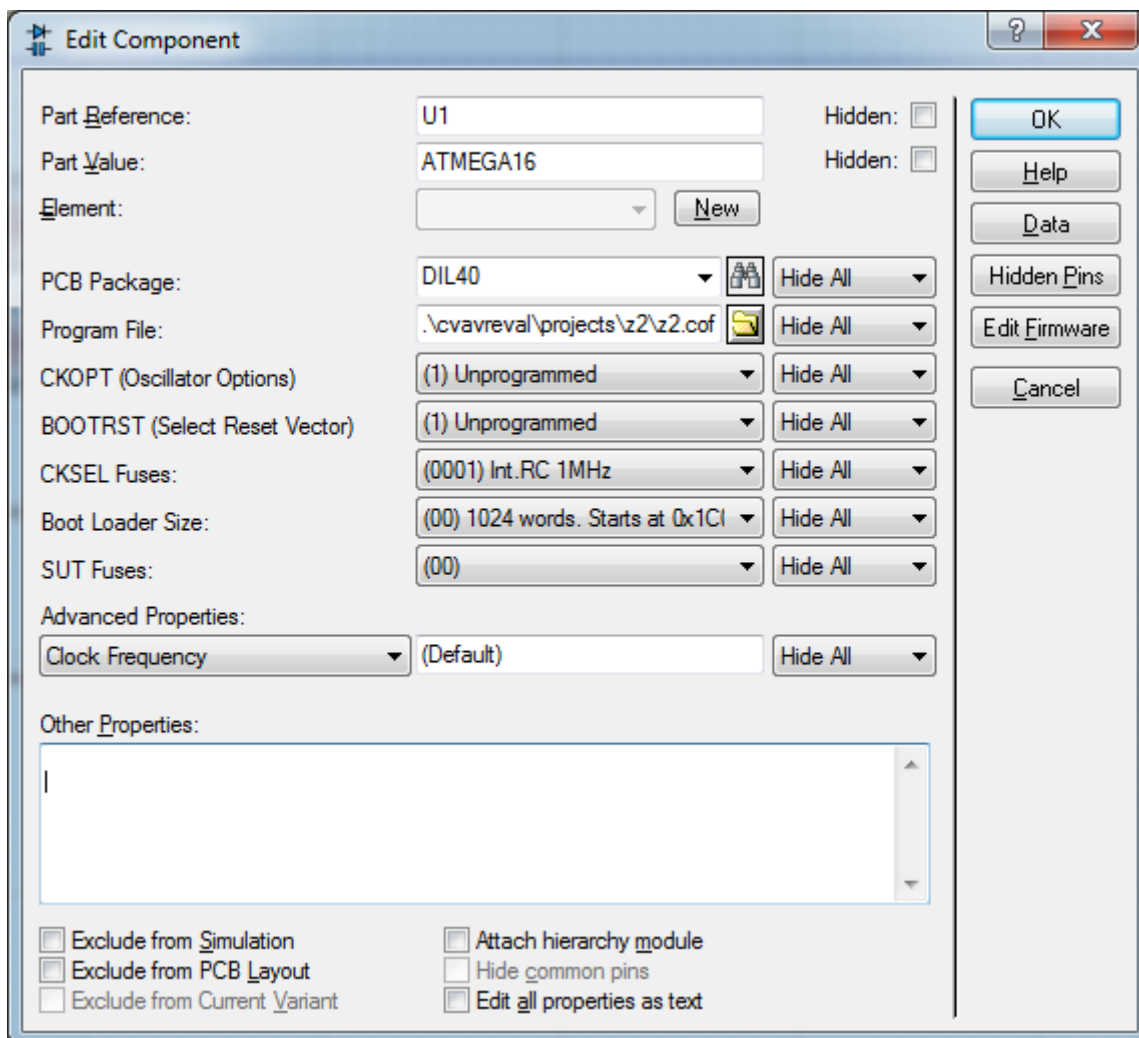 Edit Component
Part Reference: U1 Hidden:
Part Value: ATMEGA16 Hidden:
Element: New
PCB Package: DIL40 Hide All
Program File: .\cvavreval\projects\z2\z2.cof Hide All
CKOPT (Oscillator Options) (1) Unprogrammed Hide All
BOOTRST (Select Reset Vector) (1) Unprogrammed Hide All
CKSEL Fuses: (0001) Int.RC 1MHz Hide All
Boot Loader Size: (00) 1024 words. Starts at 0x1C( Hide All
SUT Fuses: (00) Hide All
Advanced Properties:
Clock Frequency (Default) Hide All
Other Properties:
Exclude from Simulation Attach hierarchy module
Exclude from PCB Layout Hide common pins
Exclude from Current Variant Edit all properties as text
OK
Help
Data
Hidden Pins
Edit Firmware
Cancel